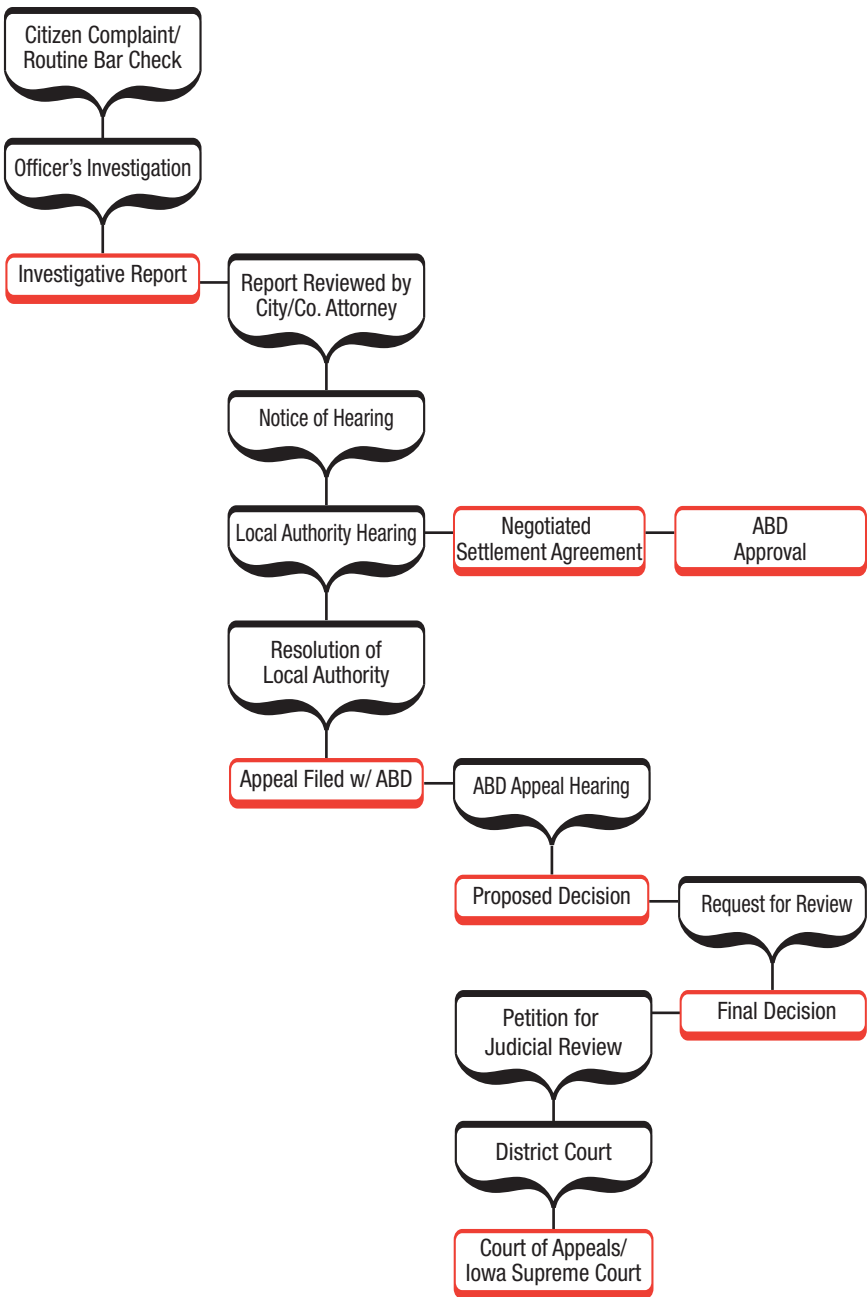 Citizen Complaint/
Routine Bar Check
Officer's Investigation
Investigative Report
Report Reviewed by
City/Co. Attorney
Notice of Hearing
Local Authority Hearing
Negotiated
Settlement Agreement
ABD
Approval
Resolution of
Local Authority
Appeal Filed w/ ABD
ABD Appeal Hearing
Proposed Decision
Request for Review
Final Decision
Petition for
Judicial Review
District Court
Court of Appeals/
Iowa Supreme Court